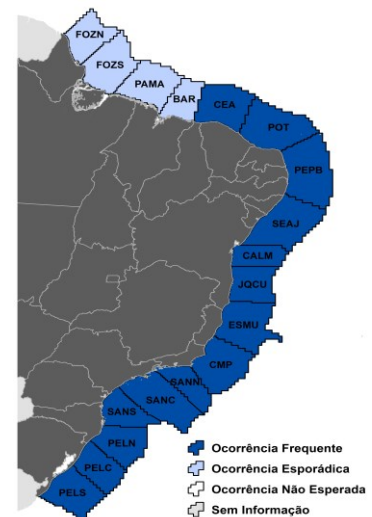 FOZN
FOZS
PAMA
BAR
CEA
POT
PEPB
SEAJ
CALM
JQCU
ESMU
CMP
SANN
SANC
SANS
PELN
PELC
PELS
Ocorrência Frequente
Ocorrência Esporádica
Ocorrência Não Esperada
Sem Informação